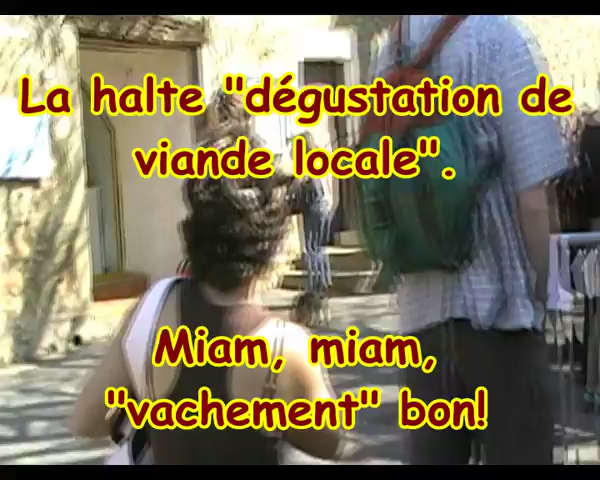 La halte "dégustation de
viande locale".
Miam, miam,
"vachement" bon!